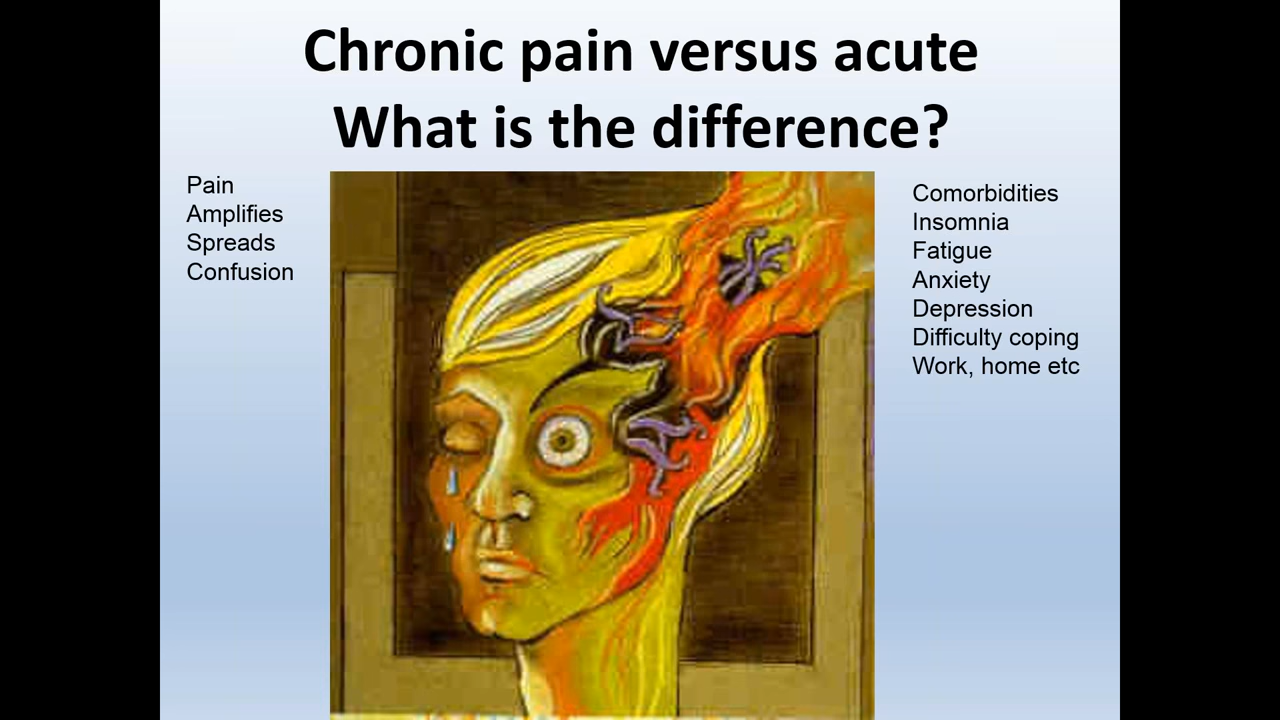 Chronic pain versus acute
What is the difference?
Pain
Amplifies
Spreads
Confusion
Comorbidities
Insomnia
Fatigue
Anxiety
Depression
Difficulty coping
Work, home etc